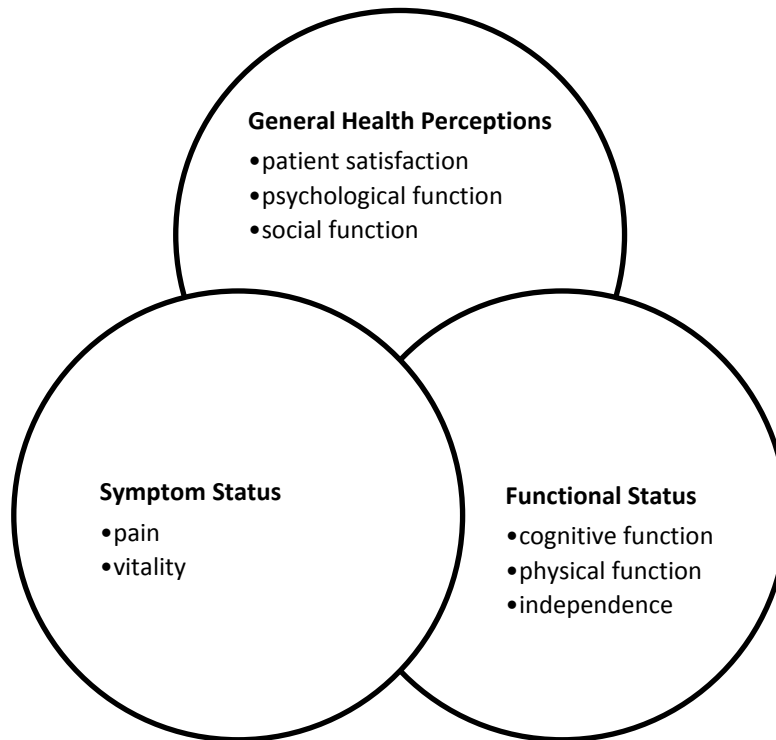 General Health Perceptions
•patient satisfaction
•psychological function
•social function
Symptom Status
•pain
•vitality
Functional Status
•cognitive function
•physical function
•independence